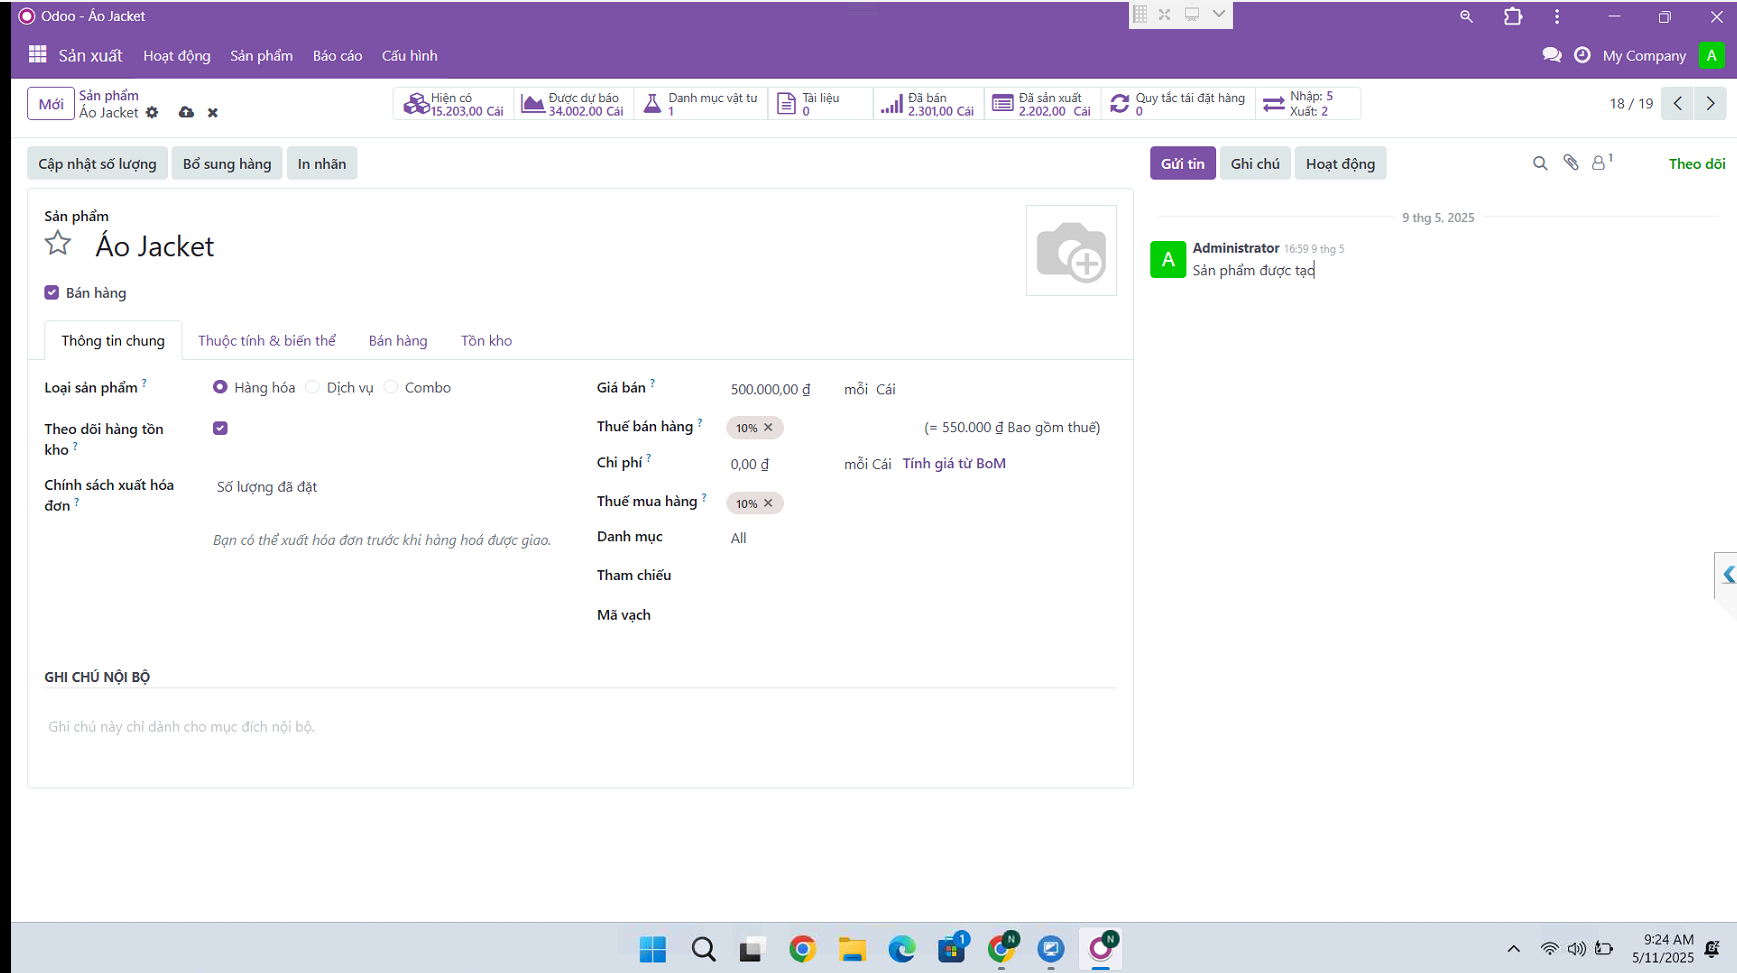 Odoo - Áo Jacket
Sản xuất Hoạt động Sản phẩm Báo cáo Cấu hình
My Company A
Mới
Sản phẩm
Áo Jacket
Hiện có
15.203,00 Cái
Được dự báo
34.002,00 Cái
Danh mục vật tư
1
Tài liệu
0
Đã bán
2.301,00 Cái
Đã sản xuất
2.202,00 Cái
Quy tắc tái đặt hàng
0
Nhập: 5
Xuất: 2
18 / 19
Cập nhật số lượng Bổ sung hàng In nhãn
Gửi tin Ghi chú Hoạt động 1 Theo dõi
Sản phẩm
Áo Jacket
Bán hàng
Thông tin chung Thuộc tính & biến thể Bán hàng Tồn kho
Loại sản phẩm ? Hàng hóa Dịch vụ Combo
Theo dõi hàng tồn
kho ?
Chính sách xuất hóa
đơn ?
Số lượng đã đặt
Bạn có thể xuất hóa đơn trước khi hàng hoá được giao.
Giá bán ? 500.000,00 ₫ mỗi Cái
Thuế bán hàng ? 10% × (= 550.000 ₫ Bao gồm thuế)
Chi phí ? 0,00 ₫ mỗi Cái Tính giá từ BoM
Thuế mua hàng ? 10% ×
Danh mục All
Tham chiếu
Mã vạch
GHI CHÚ NỘI BỘ
Ghi chú này chỉ dành cho mục đích nội bộ.
9 thg 5, 2025
A
Administrator 16:59 9 thg 5
Sản phẩm được tạo
1
N
N
9:24 AM
5/11/2025